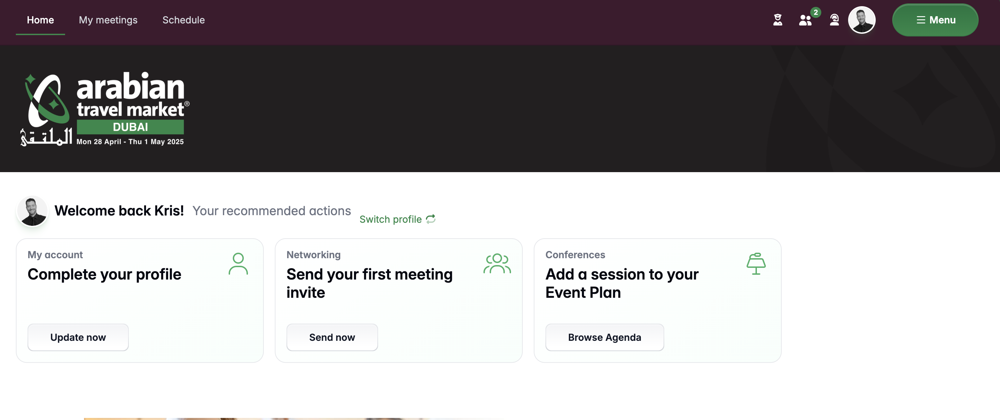 Home
My meetings
Schedule
2
Menu
arabian
travel market®
DUBAI
الملتقى
Mon 28 April - Thu 1 May 2025
Welcome back Kris!
Your recommended actions
Switch profile
My account
Complete your profile
Update now
Networking
Send your first meeting
invite
Send now
Conferences
Add a session to your
Event Plan
Browse Agenda